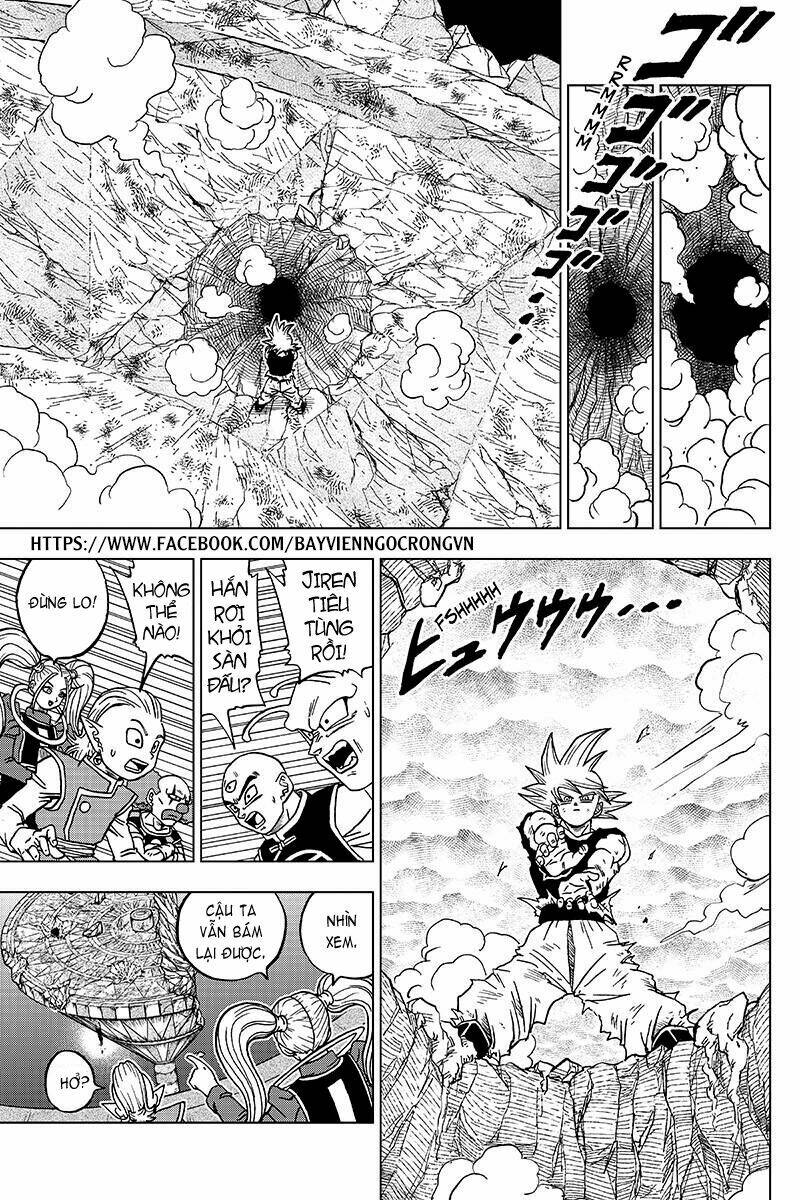 ゴゴゴゴゴ...
RRMMMMM
HTTPS://WWW.FACEBOOK.COM/BAYVIENNGOCRONGVN
ヒュウウウ...
FSHHHHH
JIREN
TIÊU
TÙNG
RỒI!
HẮN
RƠI
KHỎI
SÀN
ĐẤU?
KHÔNG
THỂ
NÀO!
ĐỪNG LO!
NHÌN
XEM.
CẬU TA
VẪN BÁM
LẠI ĐƯỢC.
HỞ?